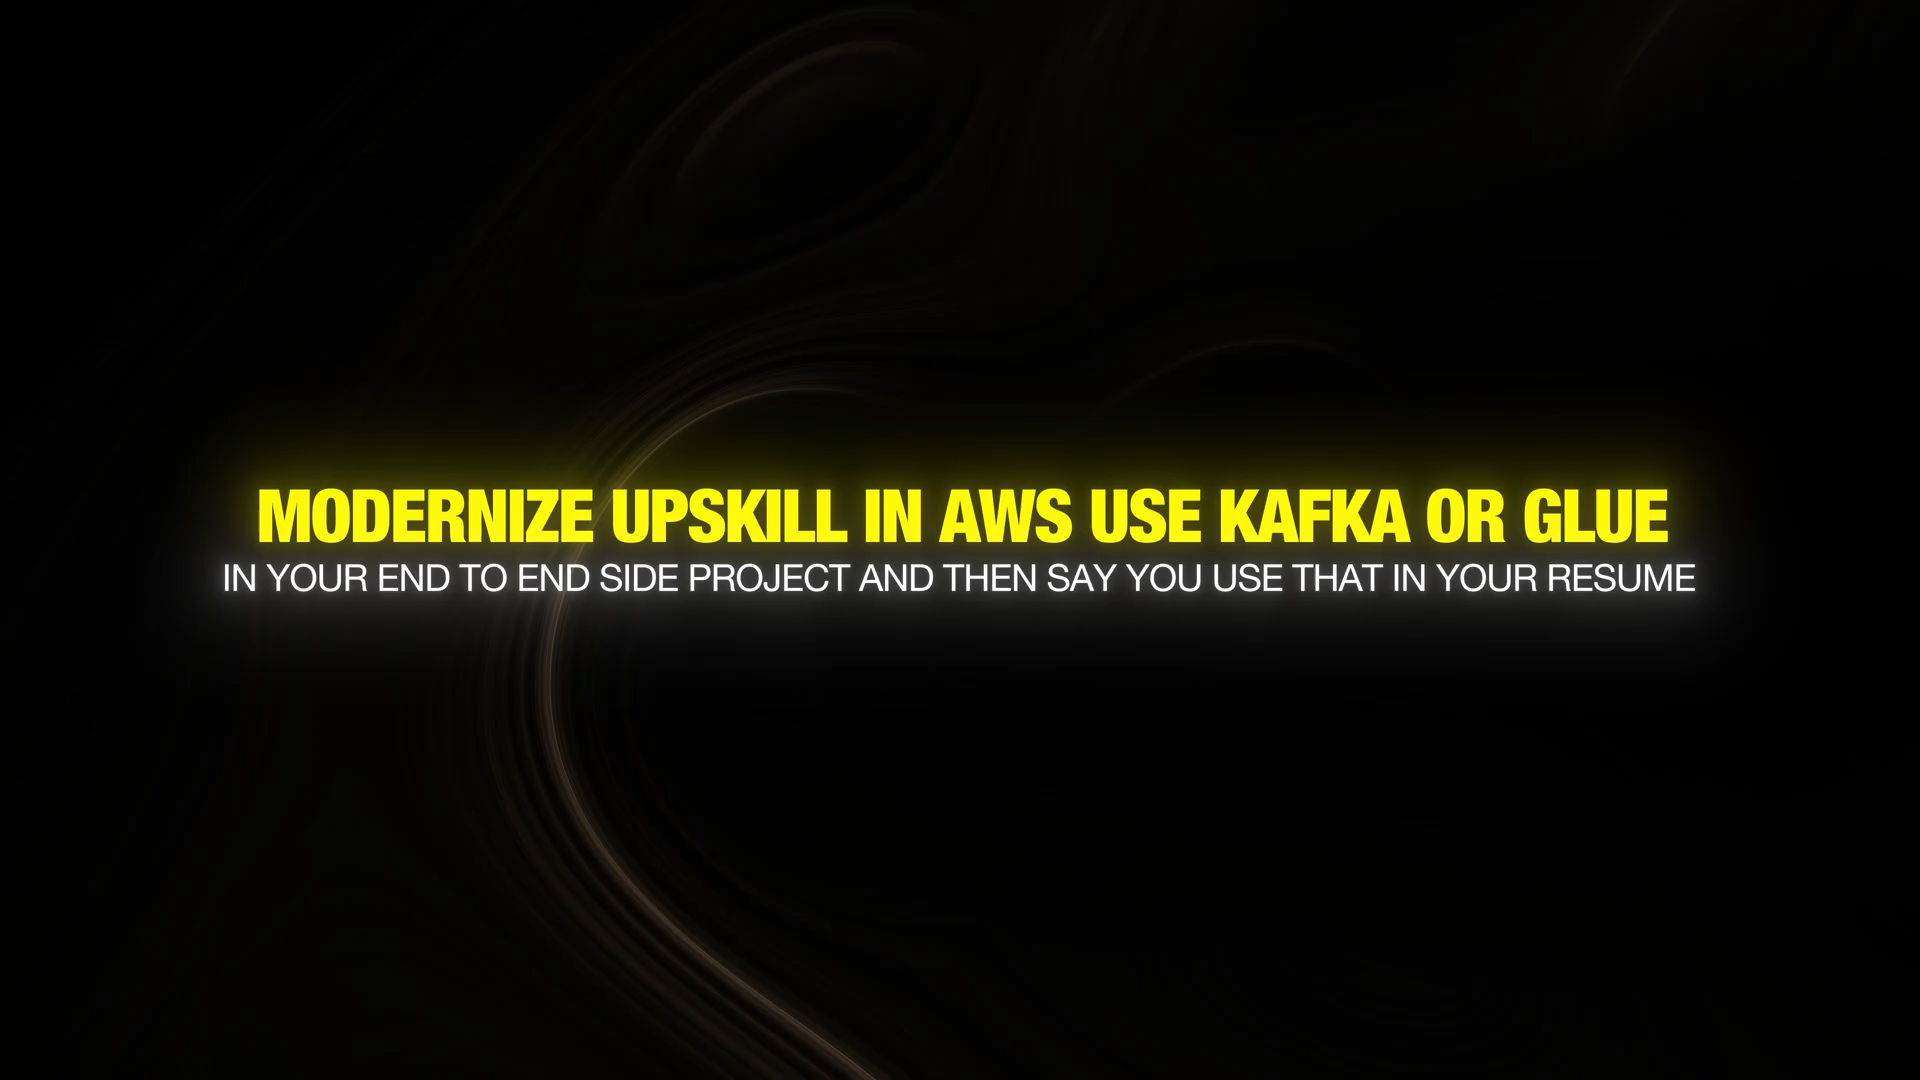 MODERNIZE UPSKILL IN AWS USE KAFKA OR GLUE
IN YOUR END TO END SIDE PROJECT AND THEN SAY YOU USE THAT IN YOUR RESUME